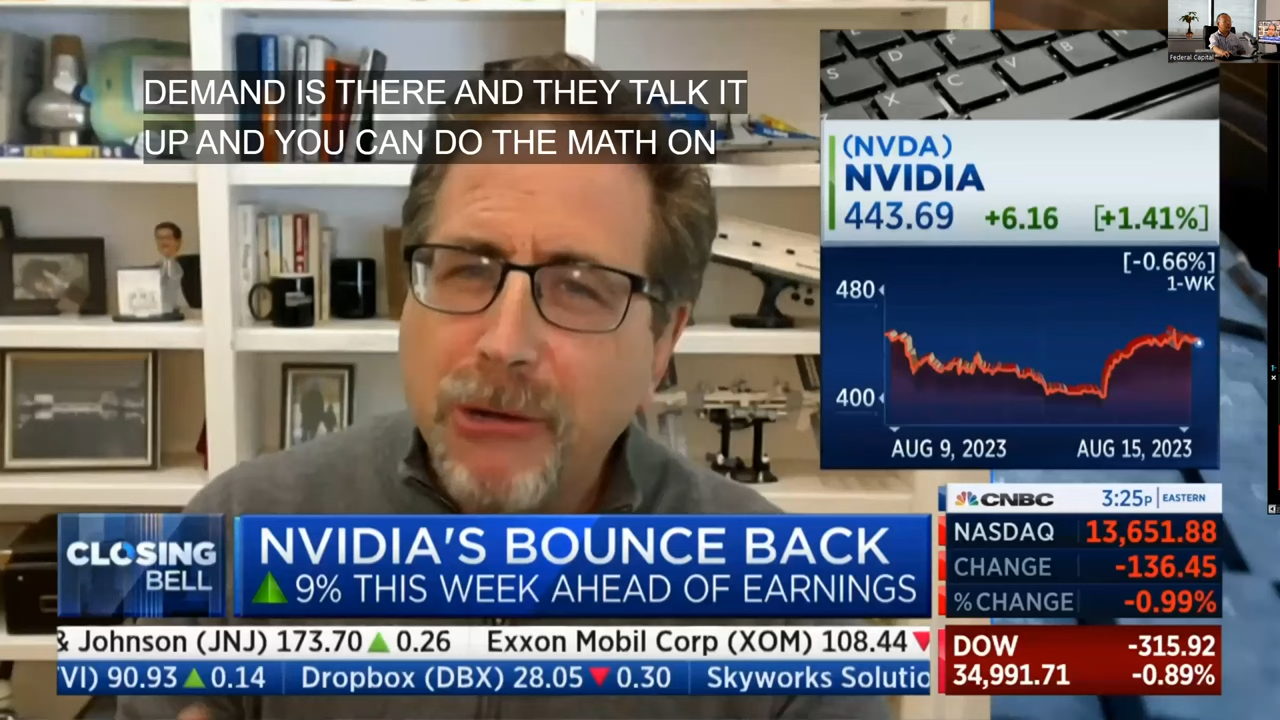 DEMAND IS THERE AND THEY TALK IT
UP AND YOU CAN DO THE MATH ON
Federal Capital
(NVDA)
NVIDIA
443.69 +6.16 [+1.41%]
[-0.66%]
1-WK
480
400
AUG 9, 2023 AUG 15, 2023
CNBC 3:25P EASTERN
NASDAQ 13,651.88
CHANGE -136.45
% CHANGE -0.99%
DOW -315.92
34,991.71 -0.89%
CLOSING
BELL
NVIDIA'S BOUNCE BACK
9% THIS WEEK AHEAD OF EARNINGS
& Johnson (JNJ) 173.70 0.26 Exxon Mobil Corp (XOM) 108.44
VI) 90.93 0.14 Dropbox (DBX) 28.05 0.30 Skyworks Solutio